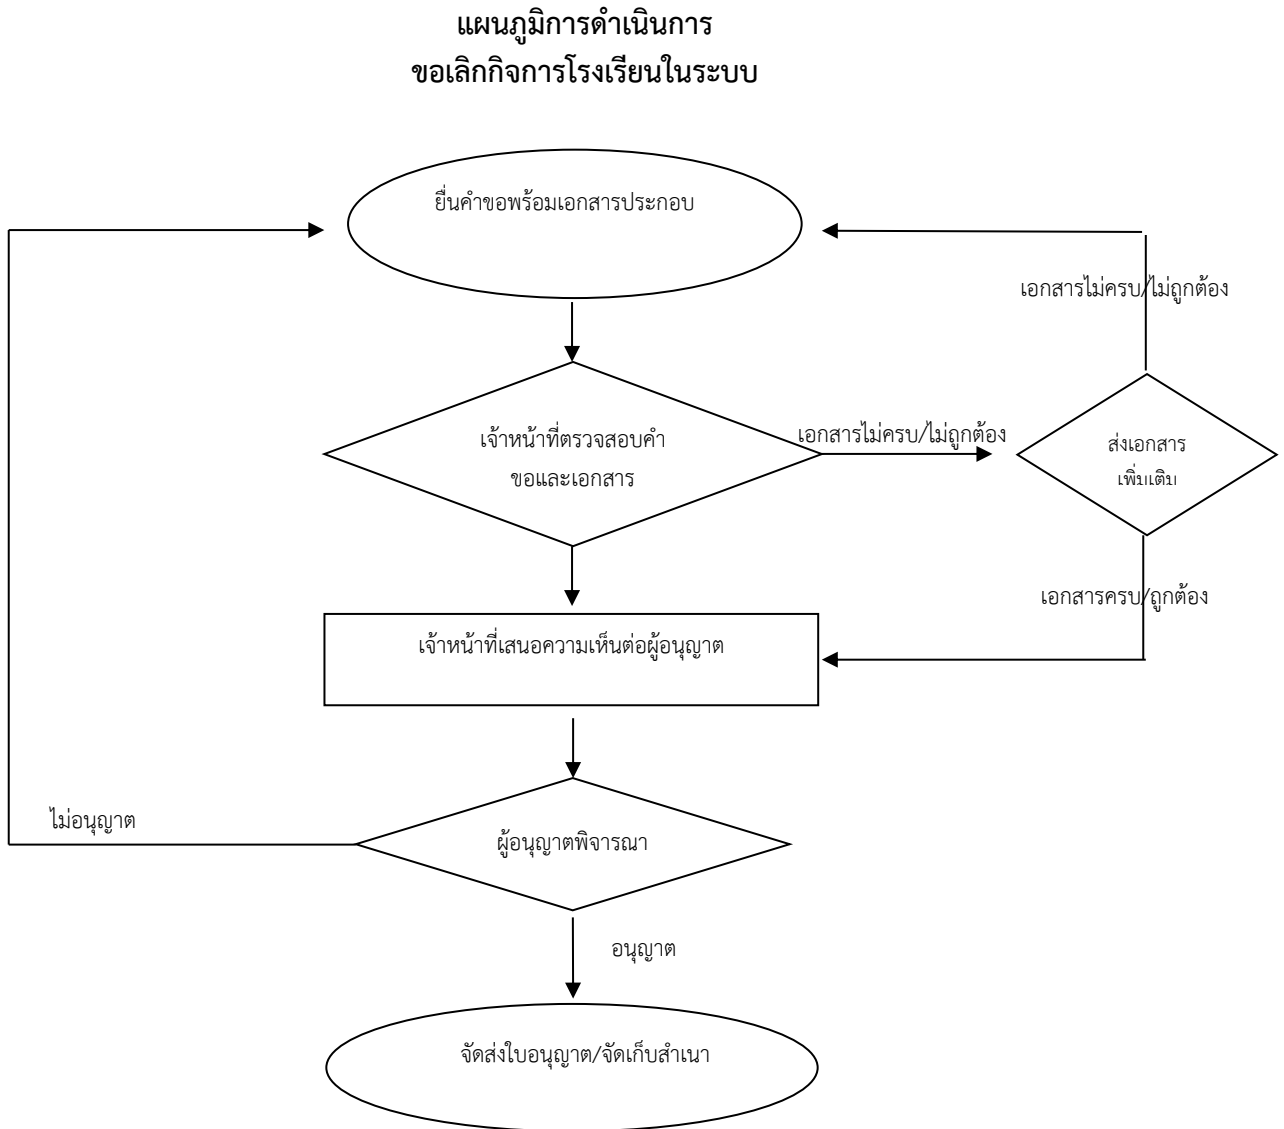 แผนภูมิการดำเนินการ
ขอเลิกกิจการโรงเรียนในระบบ
ยื่นคำขอพร้อมเอกสารประกอบ
เอกสารไม่ครบ/ไม่ถูกต้อง
เจ้าหน้าที่ตรวจสอบคำ
ขอและเอกสาร
เอกสารไม่ครบ/ไม่ถูกต้อง
ส่งเอกสาร
เพิ่มเติม
เอกสารครบ/ถูกต้อง
เจ้าหน้าที่เสนอความเห็นต่อผู้อนุญาต
ไม่อนุญาต
ผู้อนุญาตพิจารณา
อนุญาต
จัดส่งใบอนุญาต/จัดเก็บสำเนา